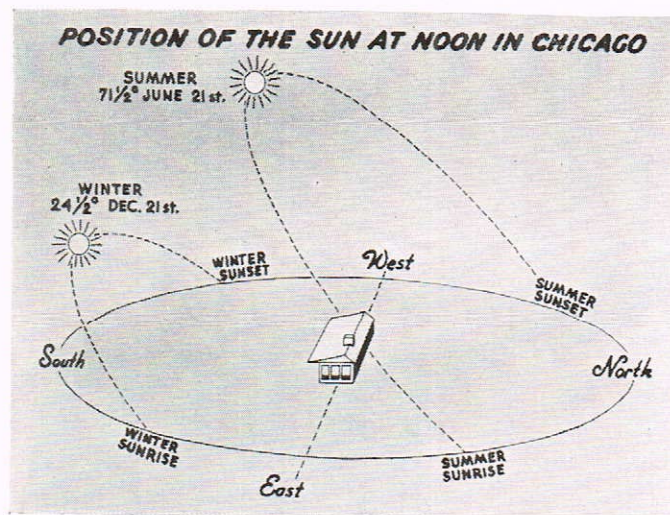 POSITION OF THE SUN AT NOON IN CHICAGO
SUMMER
71½° JUNE 21st.
WINTER
24½° DEC. 21st.
WINTER
SUNSET
West
SUMMER
SUNSET
South
North
WINTER
SUNRISE
East
SUMMER
SUNRISE